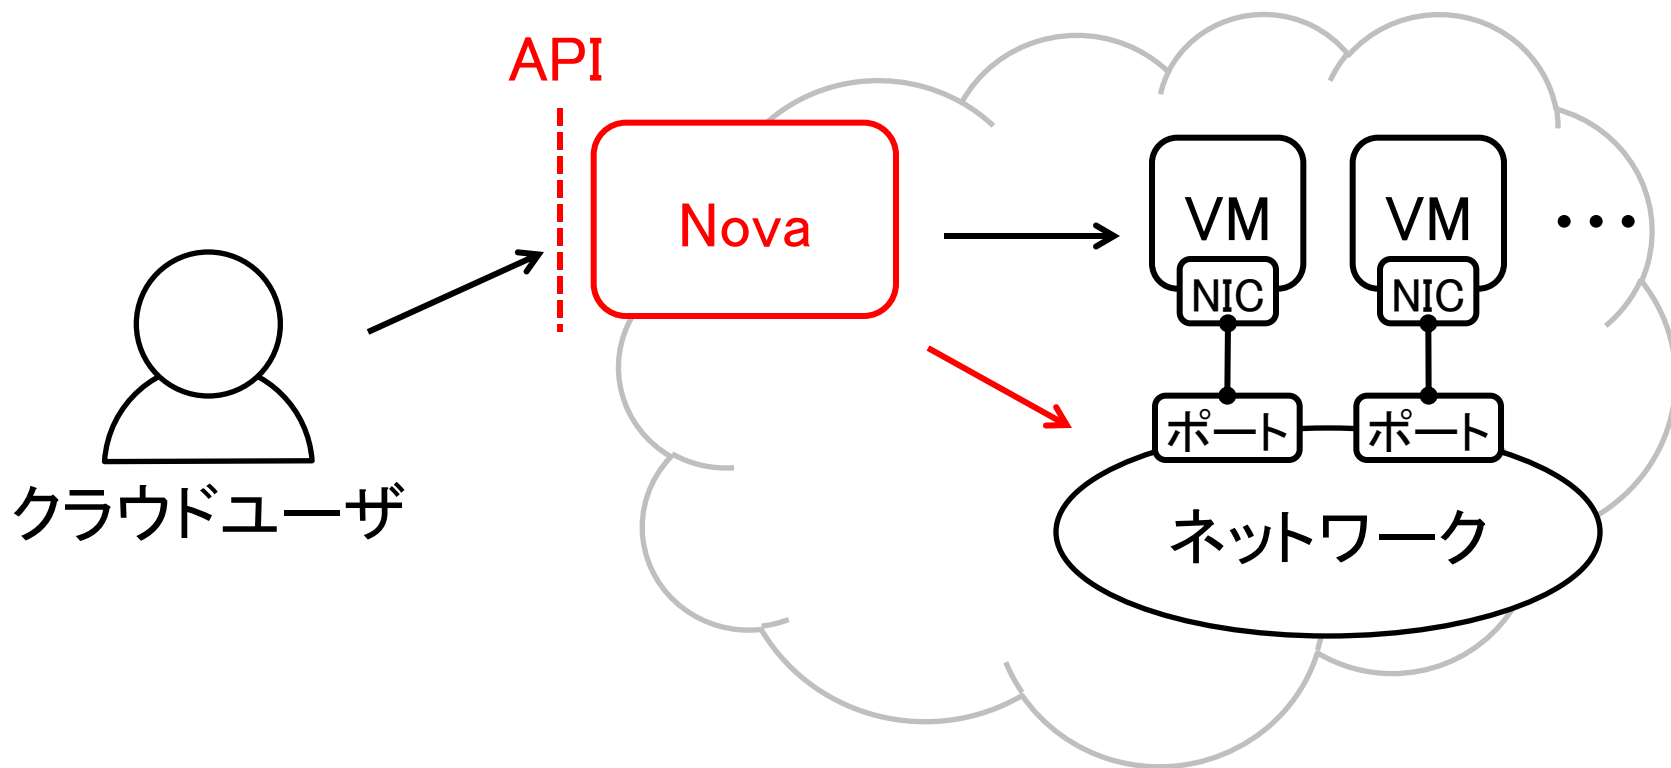 API
Nova
VM
VM
・・・
NIC
NIC
ポート
ポート
クラウドユーザ
ネットワーク